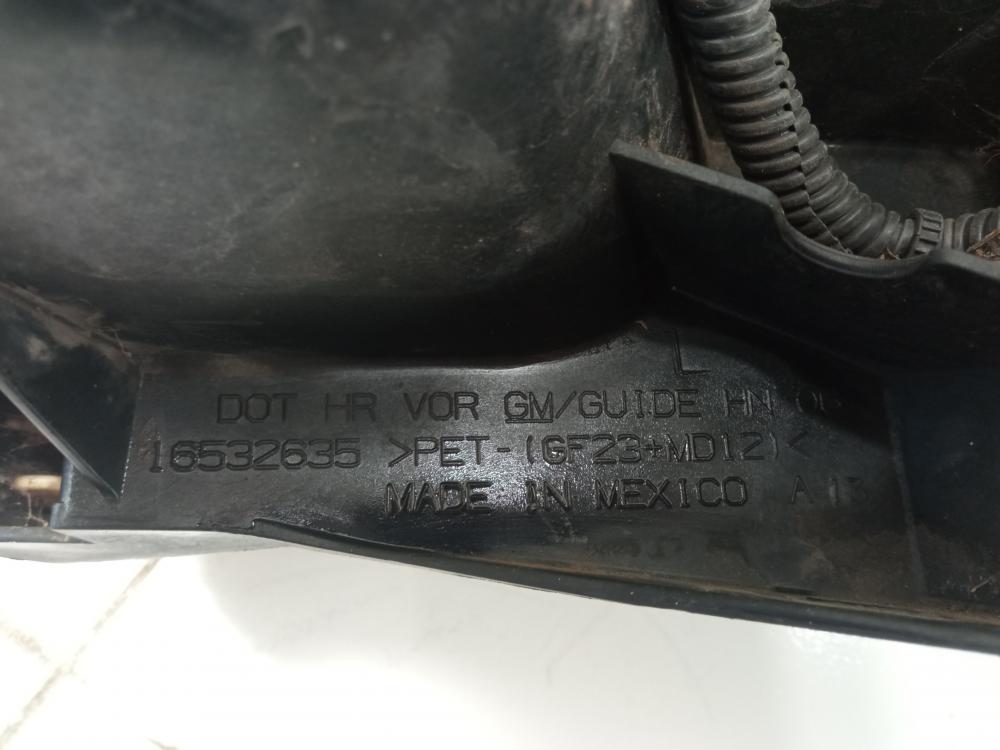 L
DOT HR VOR GM/GUIDE HN
16532635 >PET-(GF23+MD12)<
MADE IN MEXICO A 13